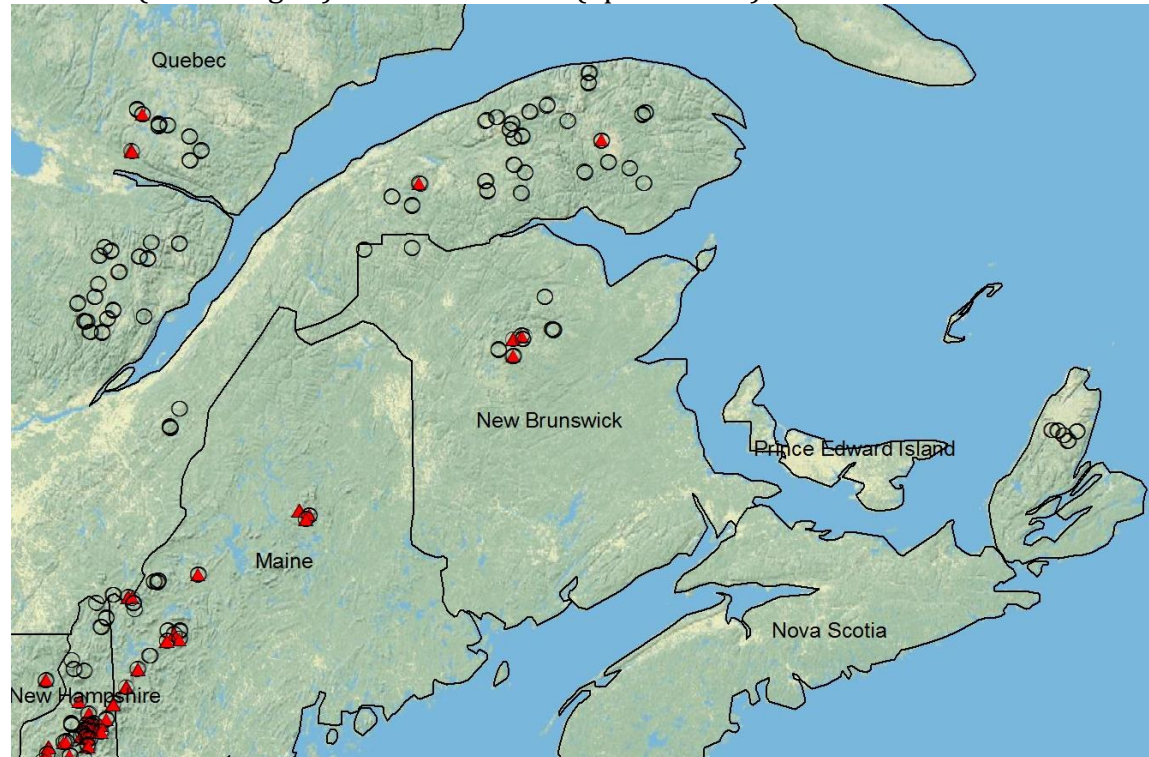 Quebec
New Brunswick
Prince Edward Island
Maine
Nova Scotia
New Hampshire